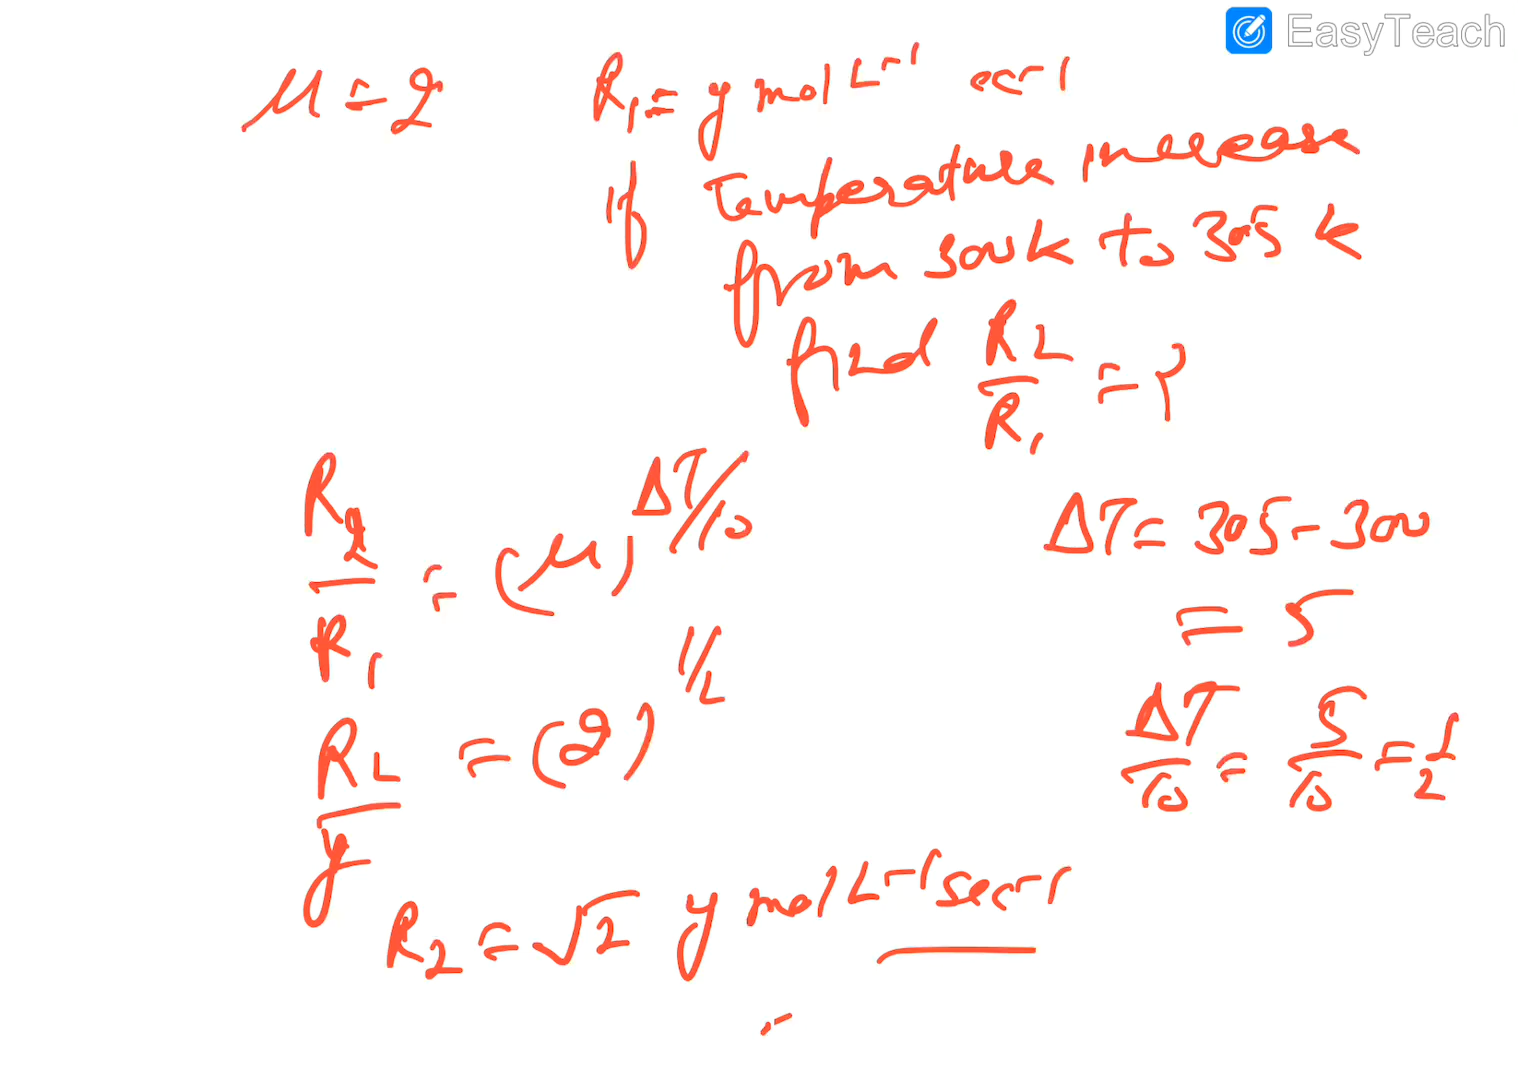 EasyTeach
μ = 2 R₁ = y mol L⁻¹ sec⁻¹
if Temperature increase
from 300k to 305 k
find R₂/R₁ = ?
R₂/R₁ = (μ)^ΔT/10
ΔT = 305 - 300
= 5
R₂/y = (2)^1/2
ΔT/10 = 5/10 = 1/2
R₂ = √2 y mol L⁻¹ sec⁻¹